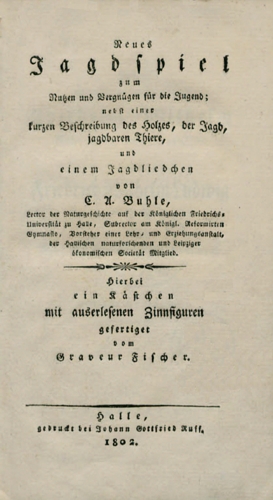 Neues
Jagdspiel
zum
Nutzen und Vergnügen für die Jugend;
nebst einer
kurzen Beschreibung des Holzes, der Jagd,
jagdbaren Thiere,
und
einem Jagdliedchen
von
C. A. Buhle,
Lector der Naturgeschichte auf der Königlichen Friedrichs-
Universität zu Halle, Subrector am Königl. Reformirten
Gymnasio, Vorsteher einer Lehr- und Erziehungsanstalt,
der Hallischen naturforschenden und Leipziger
ökonomischen Societät Mitglied.
Hierbei
ein Kästchen
mit auserlesenen Zinnfiguren
gefertiget
vom
Graveur Fischer.
Halle,
gedruckt bei Johann Gottfried Ruff.
1802.